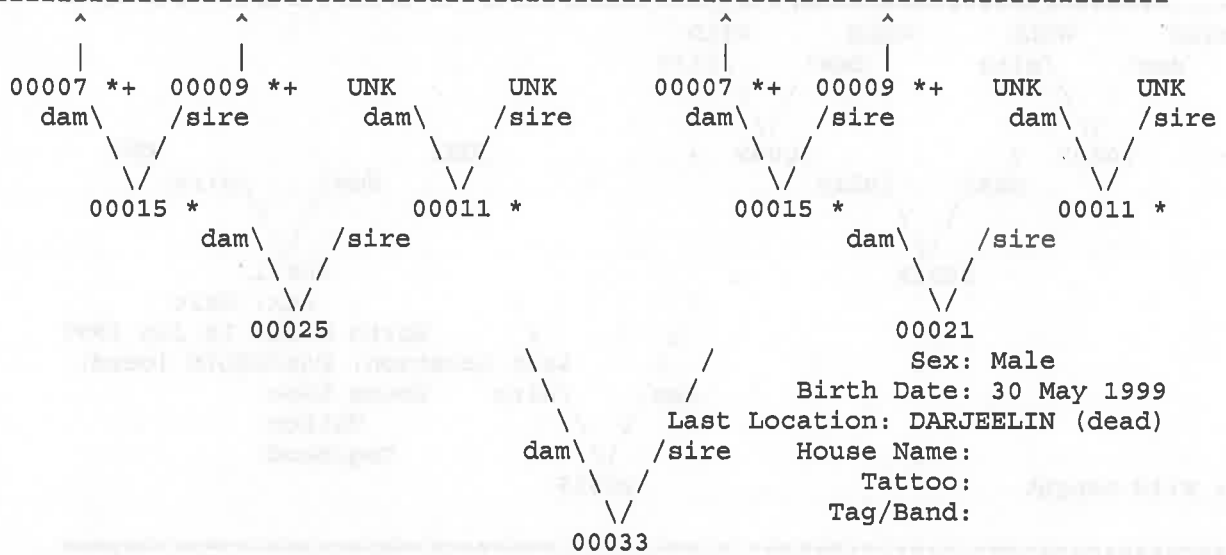 ^ ^ ^ ^
| | | |
00007 *+ 00009 *+ UNK UNK 00007 *+ 00009 *+ UNK UNK
dam\ /sire dam\ /sire dam\ /sire dam\ /sire
\ / \ / \ / \ /
\/ \/ \/ \/
00015 * 00011 * 00015 * 00011 *
dam\ /sire dam\ /sire
\ / \ /
\/ \/
00025 00021
\ / Sex: Male
\ / Birth Date: 30 May 1999
\ / Last Location: DARJEELIN (dead)
dam\ /sire House Name:
\ / Tattoo:
\/ Tag/Band:
00033